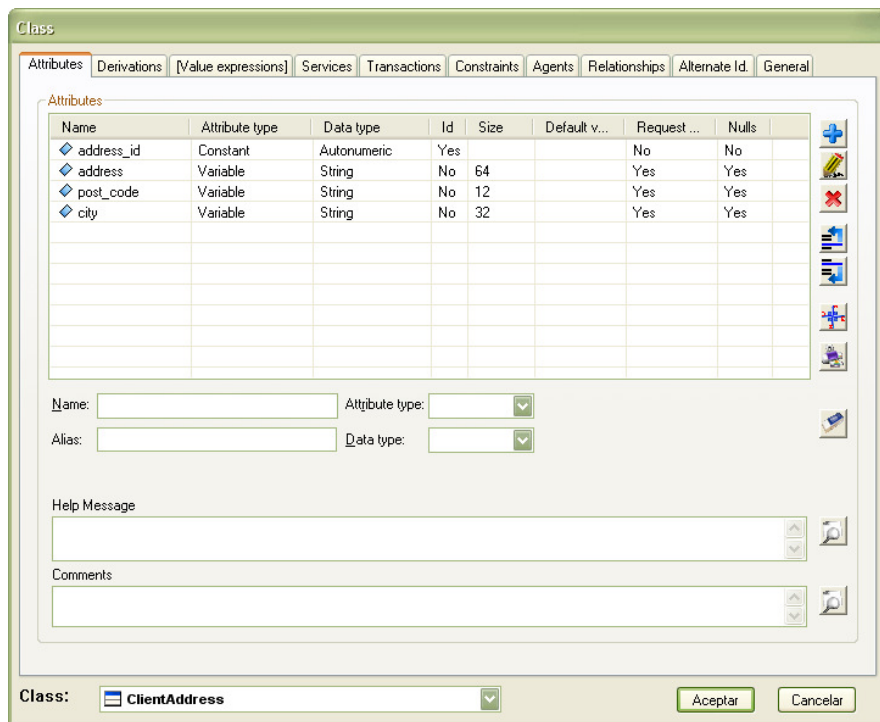 Class
Attributes Derivations [Value expressions] Services Transactions Constraints Agents Relationships Alternate Id. General
Attributes
Name Attribute type Data type Id Size Default v... Request ... Nulls
address_id Constant Autonumeric Yes No No
address Variable String No 64 Yes Yes
post_code Variable String No 12 Yes Yes
city Variable String No 32 Yes Yes
Name: Attribute type:
Alias: Data type:
Help Message
Comments
Class: ClientAddress Aceptar Cancelar